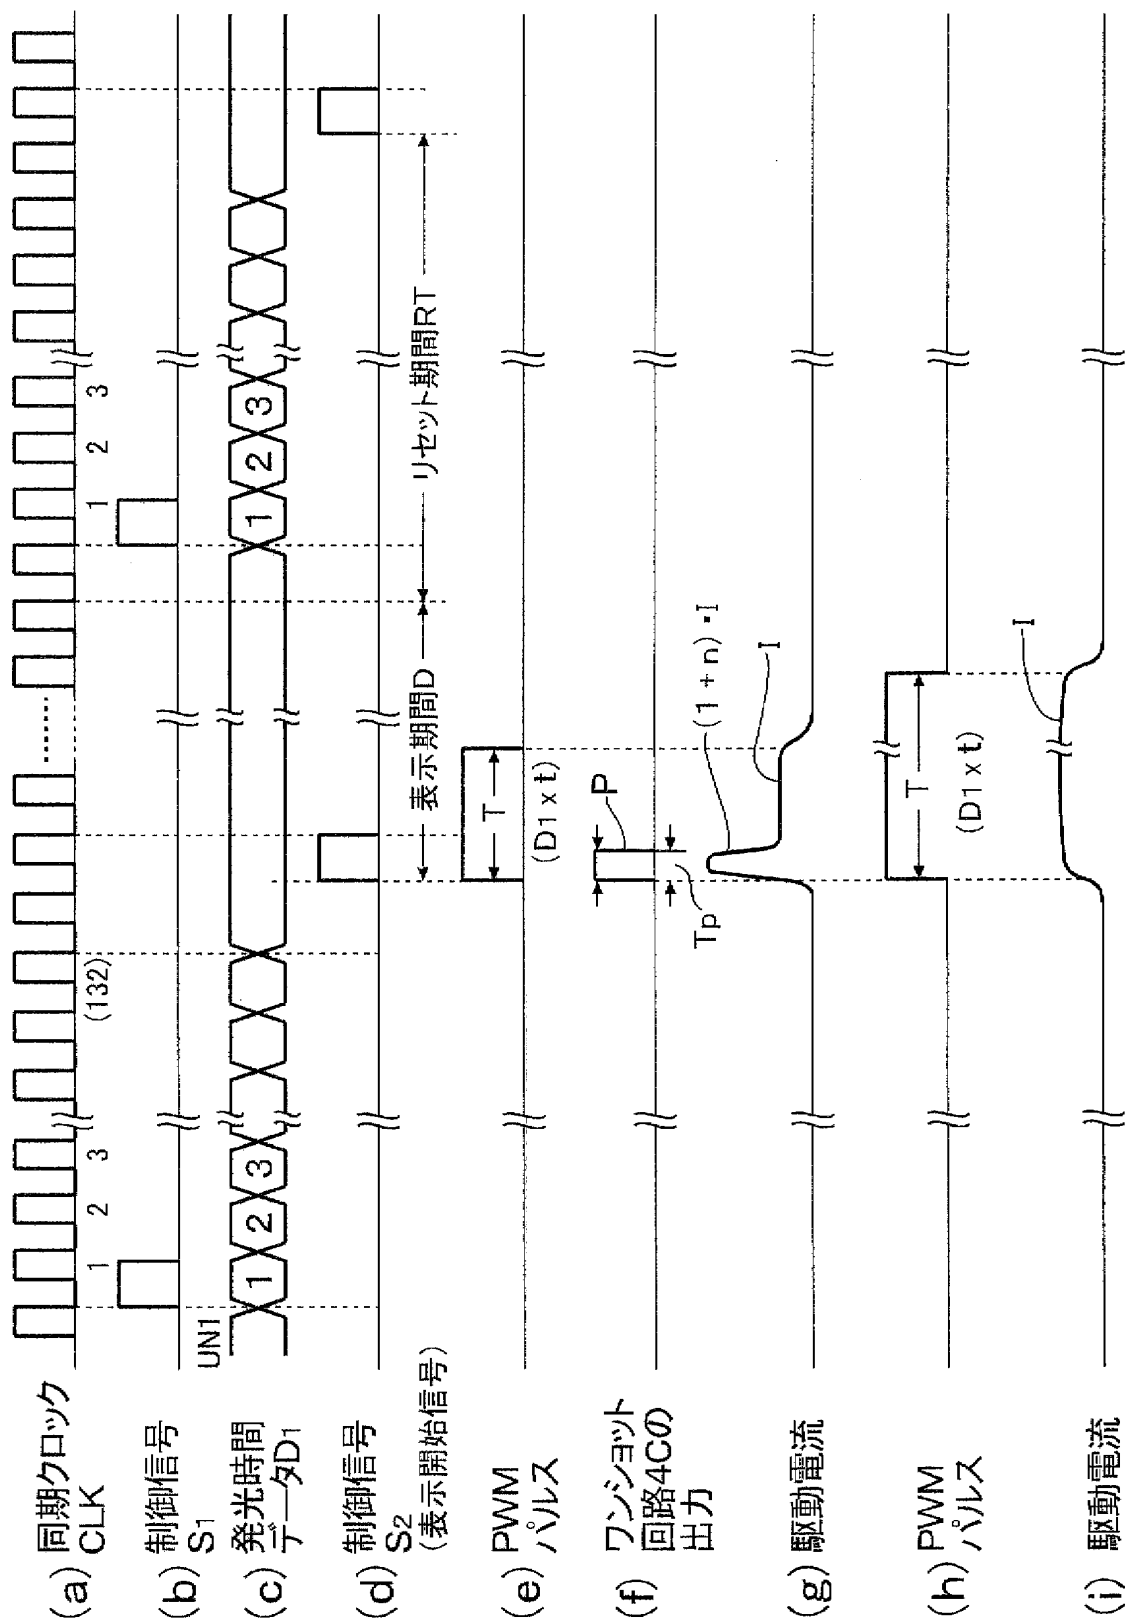 (a) 同期クロック
CLK
1
2
3
(132)
1
2
3
(b) 制御信号
S1
UN1
(c) 発光時間
データD1
1
2
3
1
2
3
(d) 制御信号
S2
(表示開始信号)
表示期間D
リセット期間RT
(e) PWM
パルス
T
(D1xt)
(f) ワンショット
回路4Cの
出力
P
Tp
(g) 駆動電流
(1+n)・I
I
(h) PWM
パルス
T
(D1xt)
(i) 駆動電流
I